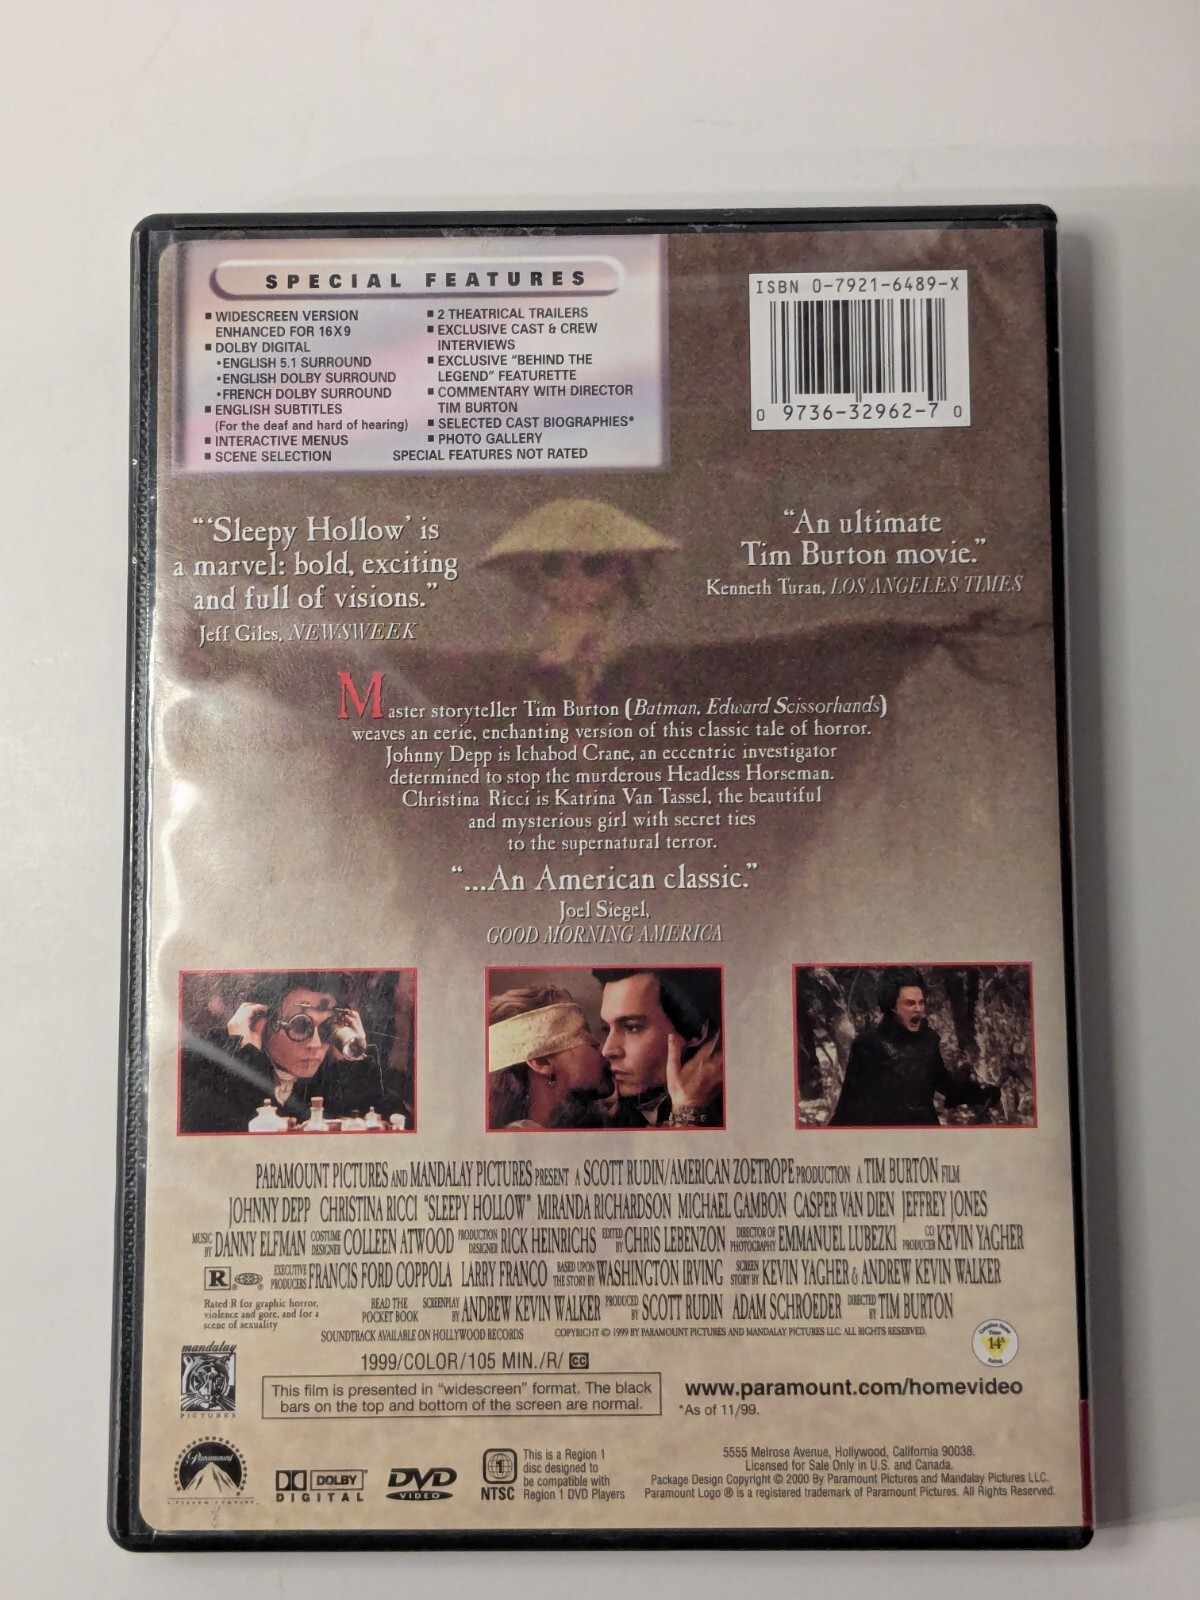 SPECIAL FEATURES
▪ WIDESCREEN VERSION
ENHANCED FOR 16X9
▪ DOLBY DIGITAL
•ENGLISH 5.1 SURROUND
•ENGLISH DOLBY SURROUND
•FRENCH DOLBY SURROUND
▪ ENGLISH SUBTITLES
(For the deaf and hard of hearing)
▪ INTERACTIVE MENUS
▪ SCENE SELECTION
▪ 2 THEATRICAL TRAILERS
▪ EXCLUSIVE CAST & CREW
INTERVIEWS
▪ EXCLUSIVE "BEHIND THE
LEGEND" FEATURETTE
▪ COMMENTARY WITH DIRECTOR
TIM BURTON
▪ SELECTED CAST BIOGRAPHIES*
▪ PHOTO GALLERY
SPECIAL FEATURES NOT RATED
ISBN 0-7921-6489-X
0 9736-32962-7 0
"'Sleepy Hollow' is
a marvel: bold, exciting
and full of visions."
Jeff Giles, NEWSWEEK
"An ultimate
Tim Burton movie."
Kenneth Turan, LOS ANGELES TIMES
Master storyteller Tim Burton (Batman, Edward Scissorhands)
weaves an eerie, enchanting version of this classic tale of horror.
Johnny Depp is Ichabod Crane, an eccentric investigator
determined to stop the murderous Headless Horseman.
Christina Ricci is Katrina Van Tassel, the beautiful
and mysterious girl with secret ties
to the supernatural terror.
"...An American classic."
Joel Siegel,
GOOD MORNING AMERICA
PARAMOUNT PICTURES AND MANDALAY PICTURES PRESENT A SCOTT RUDIN/AMERICAN ZOETROPE PRODUCTION A TIM BURTON FILM
JOHNNY DEPP CHRISTINA RICCI "SLEEPY HOLLOW" MIRANDA RICHARDSON MICHAEL GAMBON CASPER VAN DIEN JEFFREY JONES
MUSIC BY DANNY ELFMAN COSTUME DESIGNER COLLEEN ATWOOD PRODUCTION DESIGNER RICK HEINRICHS EDITED BY CHRIS LEBENZON DIRECTOR OF PHOTOGRAPHY EMMANUEL LUBEZKI CO PRODUCER KEVIN YAGHER
R EXECUTIVE PRODUCERS FRANCIS FORD COPPOLA LARRY FRANCO BASED UPON THE STORY BY WASHINGTON IRVING SCREEN STORY BY KEVIN YAGHER & ANDREW KEVIN WALKER
Rated R for graphic horror,
violence and gore, and for a
scene of sexuality
READ THE POCKET BOOK SCREENPLAY BY ANDREW KEVIN WALKER PRODUCED BY SCOTT RUDIN ADAM SCHROEDER DIRECTED BY TIM BURTON
SOUNDTRACK AVAILABLE ON HOLLYWOOD RECORDS COPYRIGHT © 1999 BY PARAMOUNT PICTURES AND MANDALAY PICTURES LLC. ALL RIGHTS RESERVED.
mandalay
PICTURES
1999/COLOR/105 MIN./R/ CC
14A
This film is presented in "widescreen" format. The black
bars on the top and bottom of the screen are normal.
www.paramount.com/homevideo
*As of 11/99.
Paramount
DOLBY
DIGITAL
DVD
VIDEO
1
NTSC
This is a Region 1
disc designed to
be compatible with
Region 1 DVD Players
5555 Melrose Avenue, Hollywood, California 90038.
Licensed for Sale Only in U.S. and Canada.
Package Design Copyright © 2000 By Paramount Pictures and Mandalay Pictures LLC.
Paramount Logo ® is a registered trademark of Paramount Pictures. All Rights Reserved.